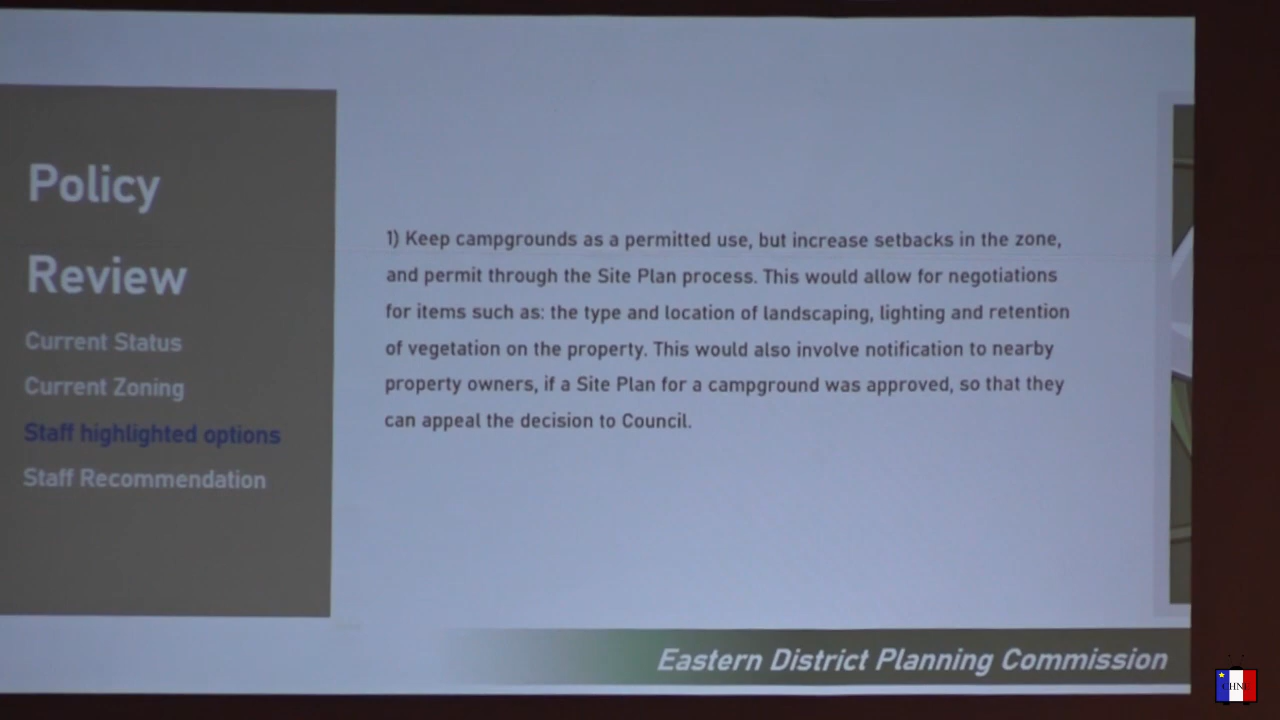 Policy
Review
Current Status
Current Zoning
Staff highlighted options
Staff Recommendation
1) Keep campgrounds as a permitted use, but increase setbacks in the zone,
and permit through the Site Plan process. This would allow for negotiations
for items such as: the type and location of landscaping, lighting and retention
of vegetation on the property. This would also involve notification to nearby
property owners, if a Site Plan for a campground was approved, so that they
can appeal the decision to Council.
Eastern District Planning Commission